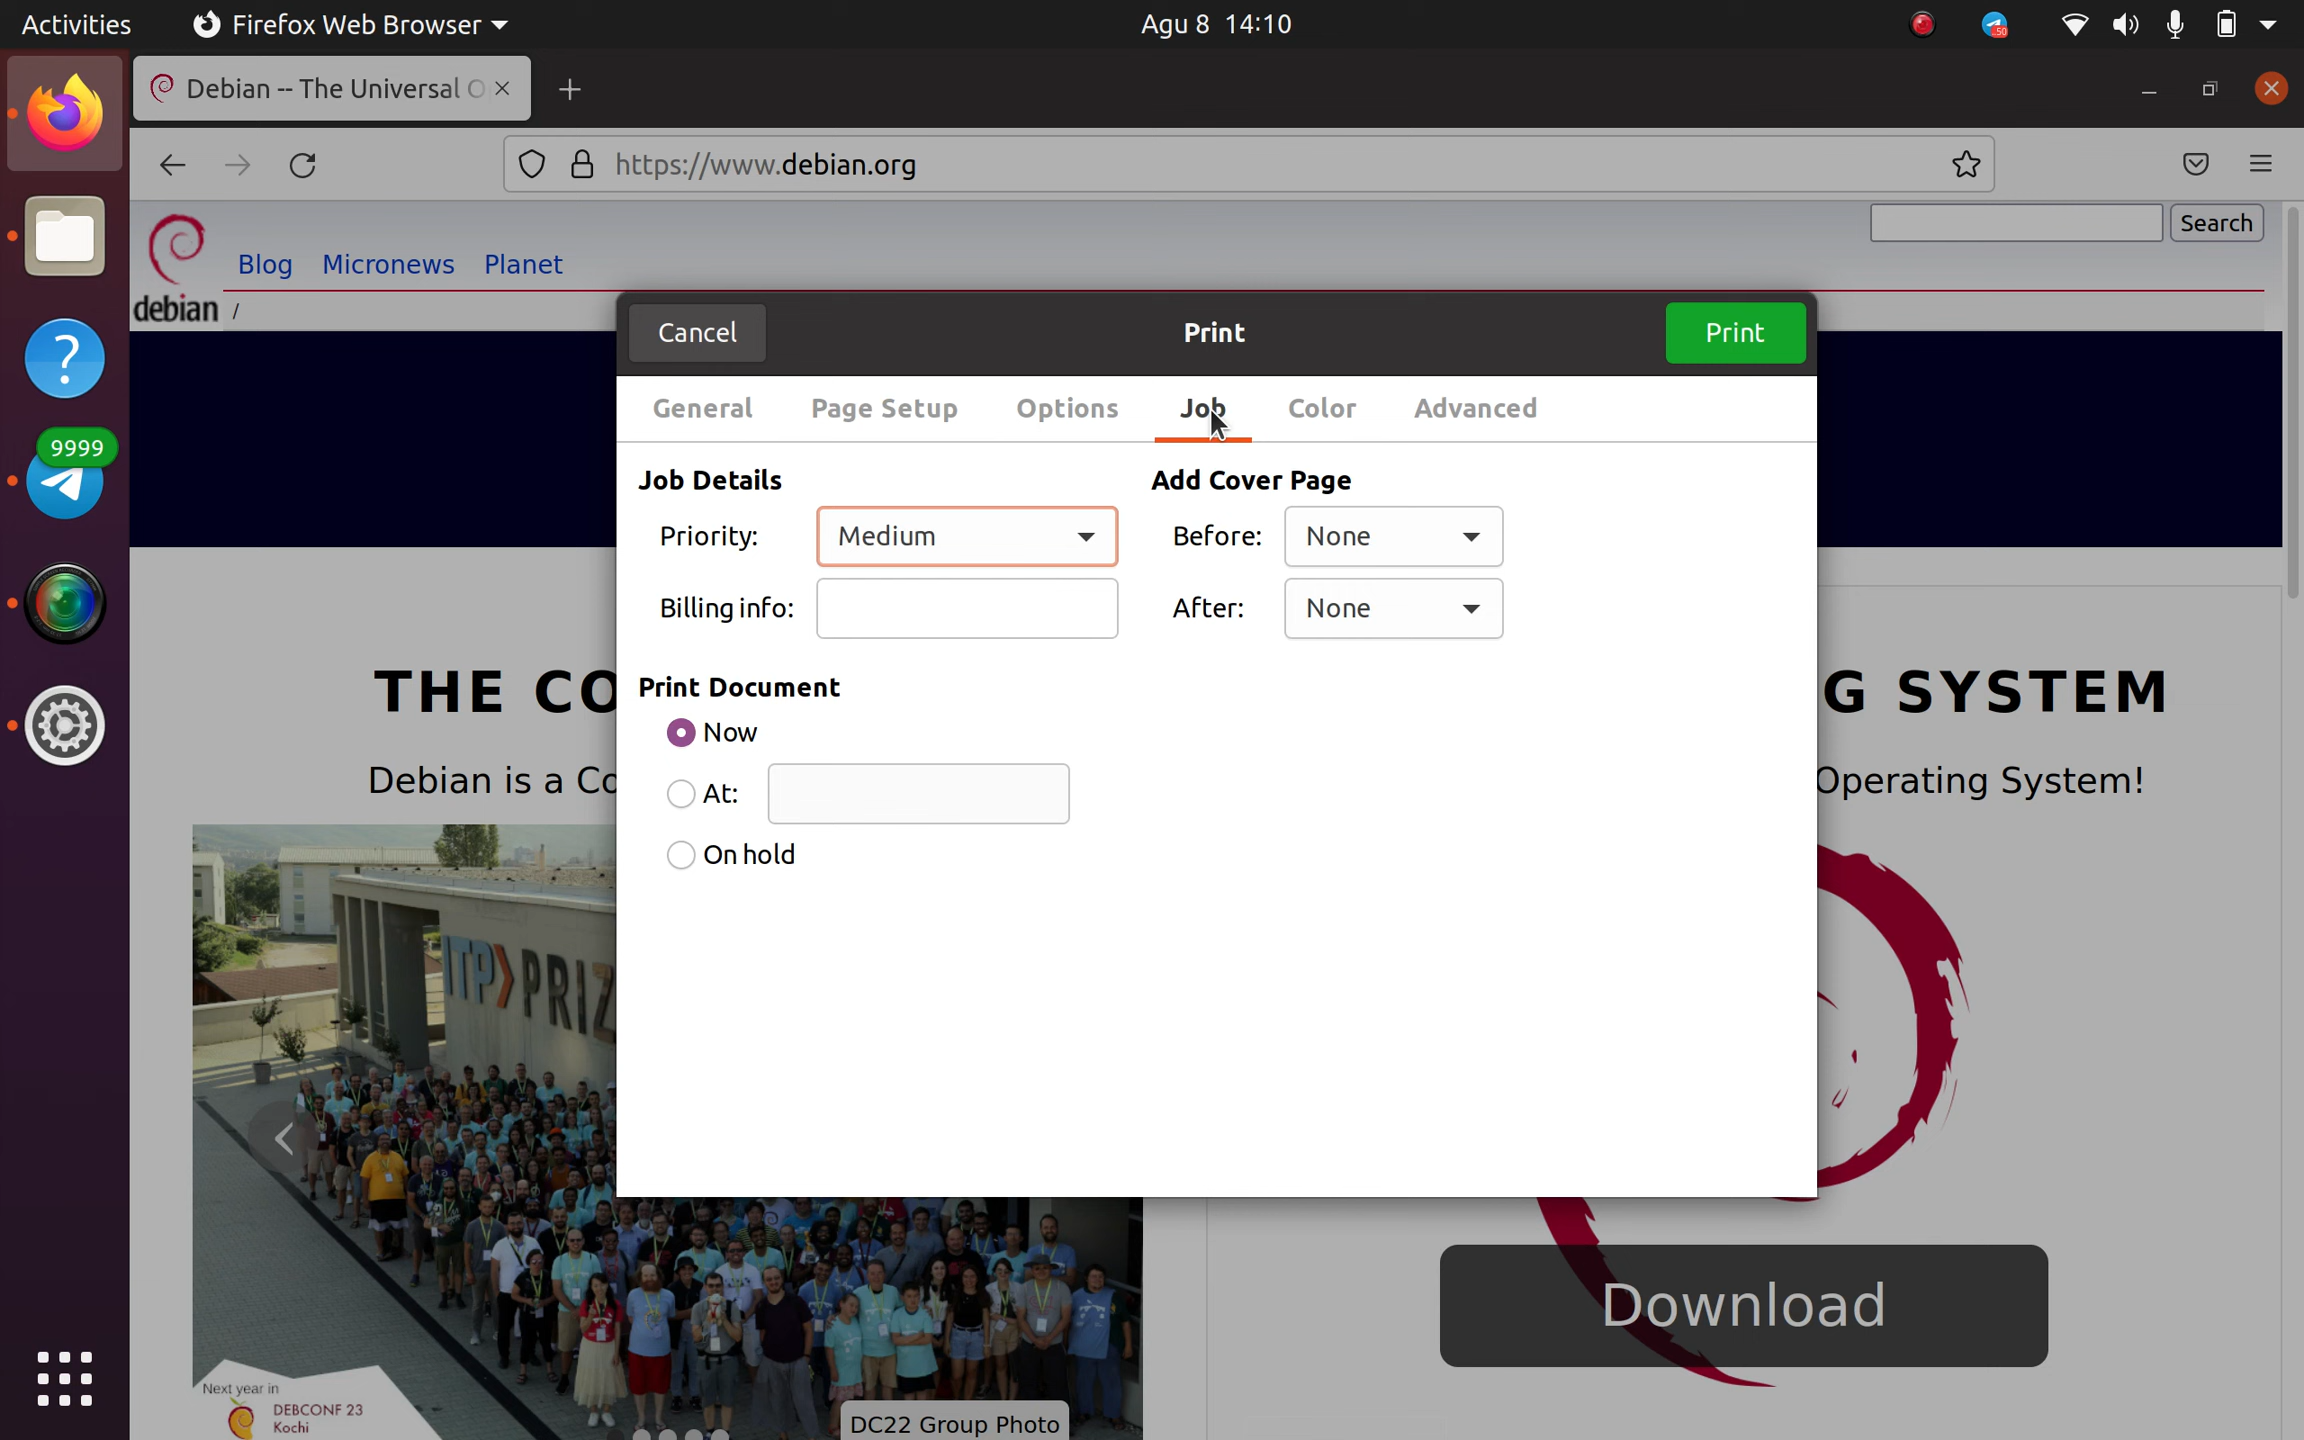 Activities
Firefox Web Browser
Agu 8 14:10
50
Debian -- The Universal O
https://www.debian.org
Search
debian
Blog Micronews Planet
/
9999
Cancel
Print
Print
General
Page Setup
Options
Job
Color
Advanced
Job Details
Priority:
Medium
Billing info:
Add Cover Page
Before:
None
After:
None
Print Document
Now
At:
On hold
THE CO
G SYSTEM
Debian is a Co
Operating System!
ITP> PRIZ
Next year in
DEBCONF 23
Kochi
DC22 Group Photo
Download